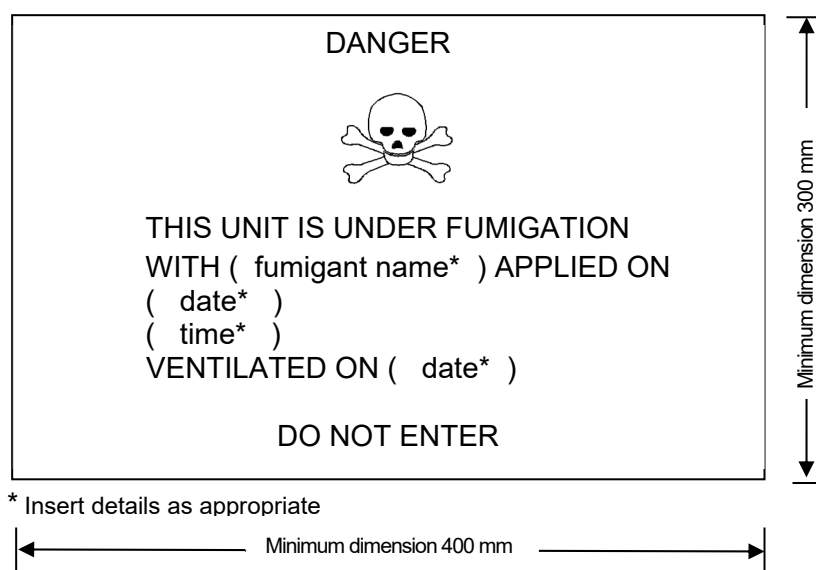 DANGER
THIS UNIT IS UNDER FUMIGATION
WITH ( fumigant name* ) APPLIED ON
( date* )
( time* )
VENTILATED ON ( date* )
DO NOT ENTER
Minimum dimension 300 mm
* Insert details as appropriate
Minimum dimension 400 mm